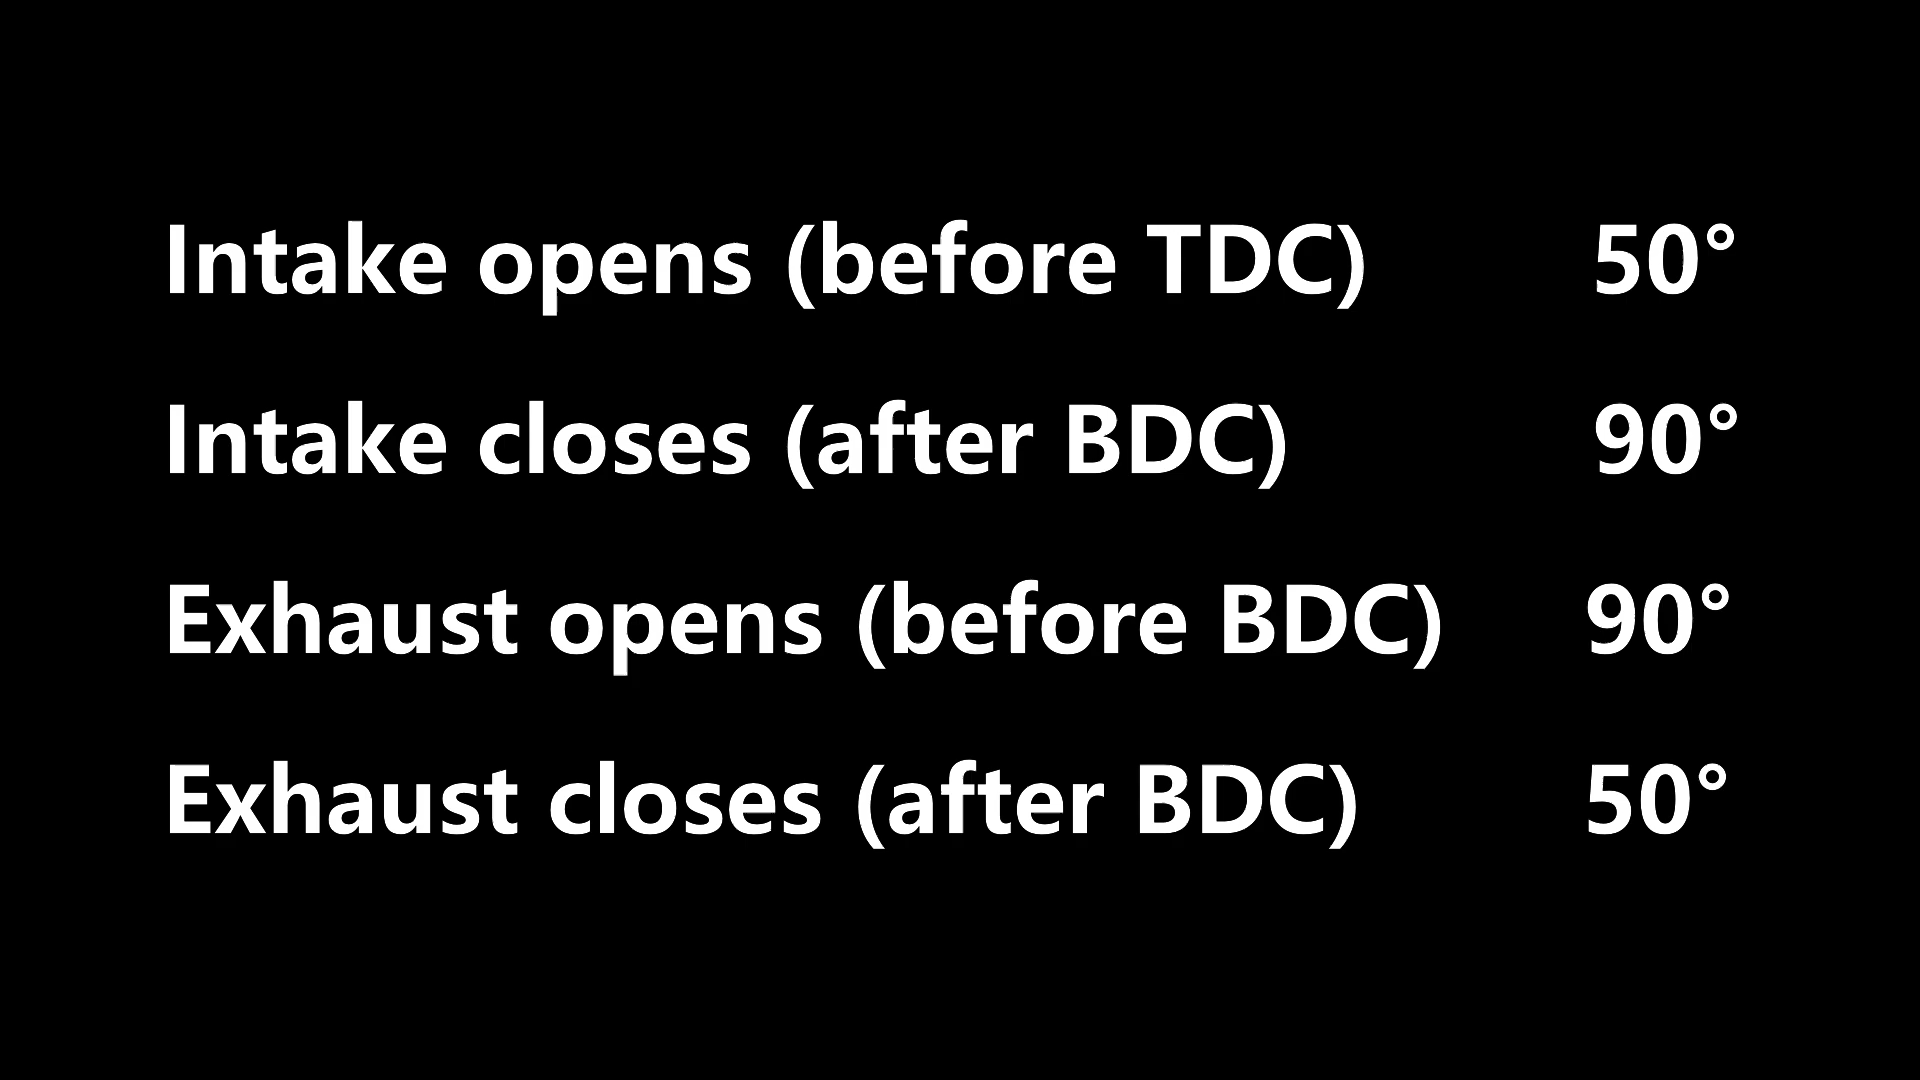 Intake opens (before TDC) 50°
Intake closes (after BDC) 90°
Exhaust opens (before BDC) 90°
Exhaust closes (after BDC) 50°